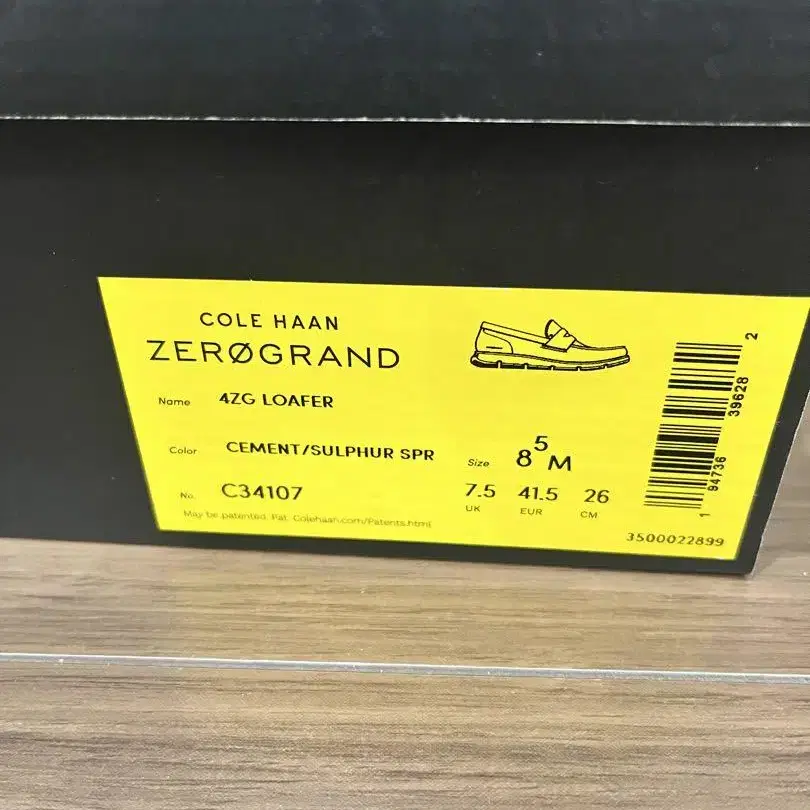 COLE HAAN
ZERØGRAND
Name 4ZG LOAFER
Color CEMENT/SULPHUR SPR
Size 8 5 M
No. C34107
7.5 41.5 26
UK EUR CM
May be patented. Pat. Colehaan.com/Patents.html
1 94736 39628 2
3500022899